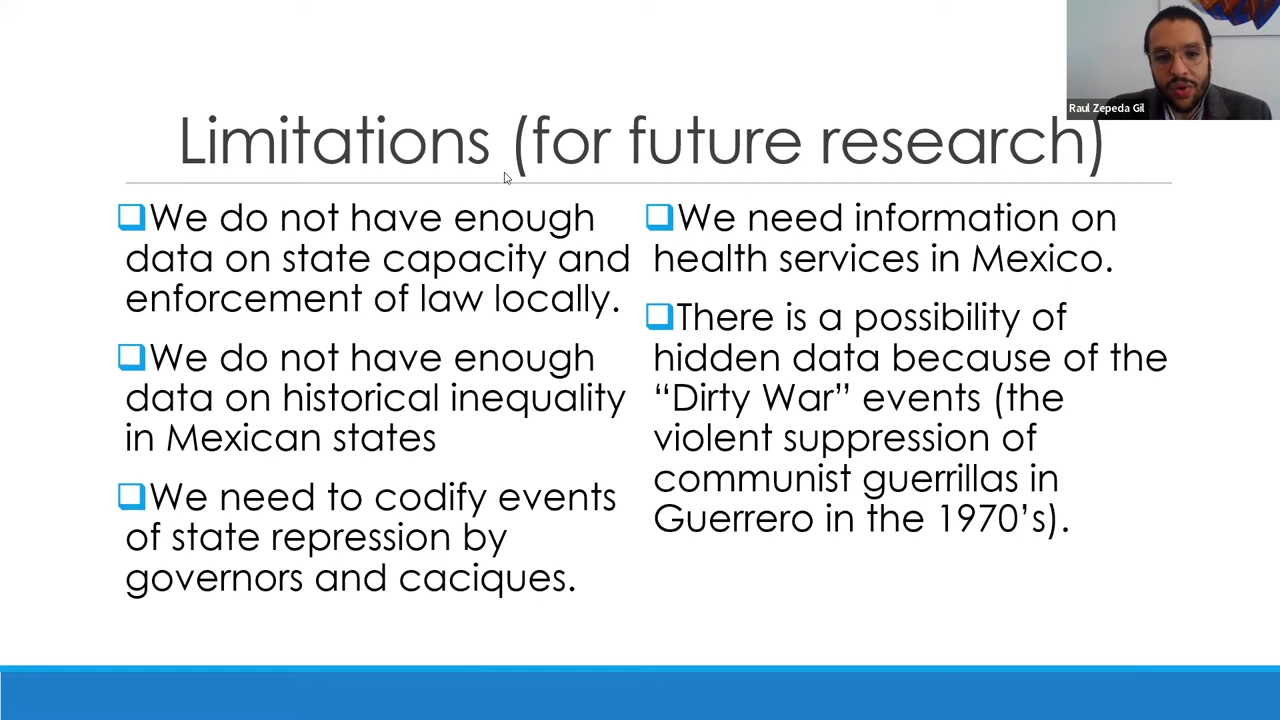 Raul Zepeda Gil
Limitations (for future research)
We do not have enough
data on state capacity and
enforcement of law locally.
We do not have enough
data on historical inequality
in Mexican states
We need to codify events
of state repression by
governors and caciques.
We need information on
health services in Mexico.
There is a possibility of
hidden data because of the
“Dirty War” events (the
violent suppression of
communist guerrillas in
Guerrero in the 1970’s).